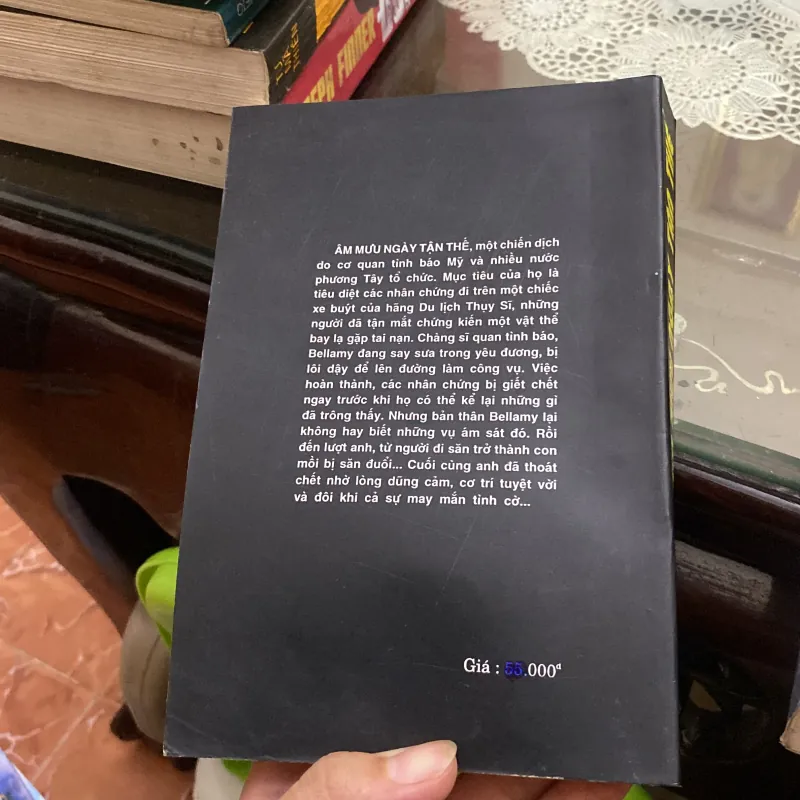 TỪ
ĐIỂN
JOSEPH FINDER
ÂM MƯU NGÀY TẬN THẾ, một chiến dịch
do cơ quan tình báo Mỹ và nhiều nước
phương Tây tổ chức. Mục tiêu của họ là
tiêu diệt các nhân chứng đi trên một chiếc
xe buýt của hãng Du lịch Thụy Sĩ, những
người đã tận mắt chứng kiến một vật thể
bay lạ gặp tai nạn. Chàng sĩ quan tình báo,
Bellamy đang say sưa trong yêu đương, bị
lôi dậy để lên đường làm công vụ. Việc
hoàn thành, các nhân chứng bị giết chết
ngay trước khi họ có thể kể lại những gì
đã trông thấy. Nhưng bản thân Bellamy lại
không hay biết những vụ ám sát đó. Rồi
đến lượt anh, từ người đi săn trở thành con
mồi bị săn đuổi... Cuối cùng anh đã thoát
chết nhờ lòng dũng cảm, cơ trí tuyệt vời
và đôi khi cả sự may mắn tình cờ...
Giá : 55.000đ
NGÀY TẬN THẾ